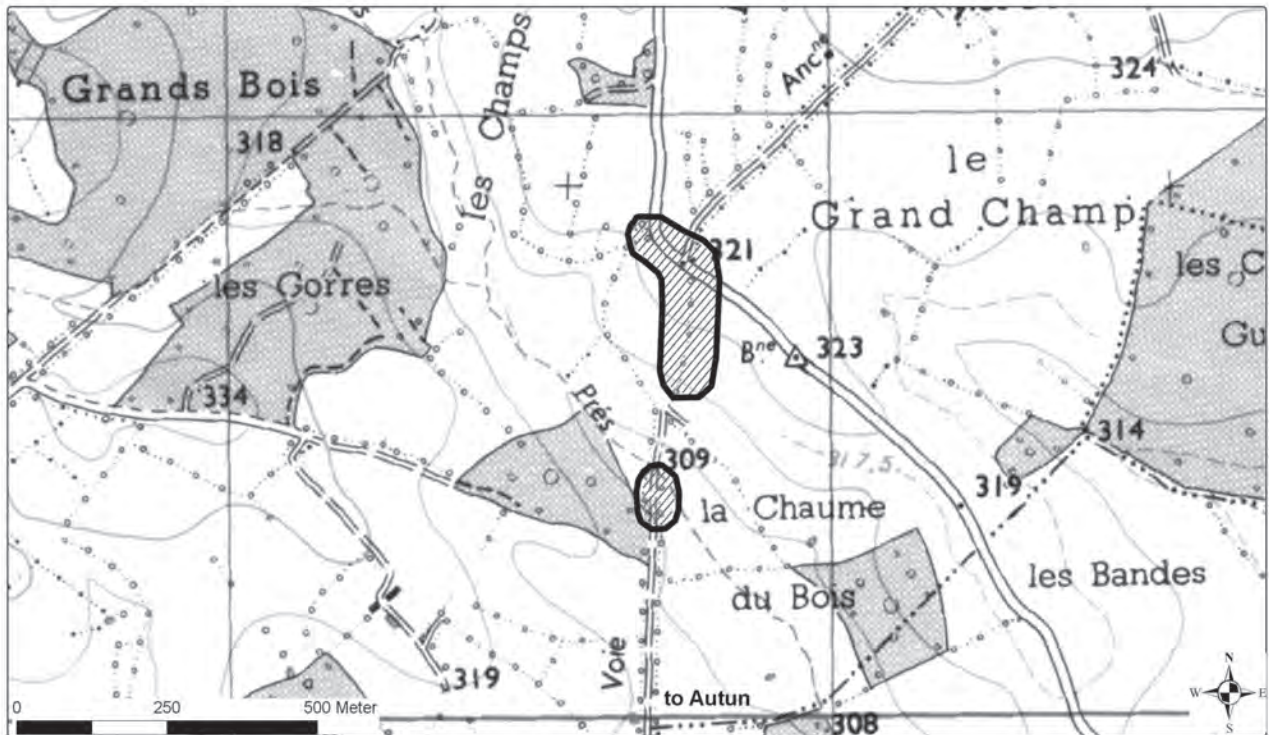 324
Anc.ne
Grands Bois
318
les Champs
le
Grand Champ
321
les C
les Gorres
Gu
Bne
323
334
Prés
314
309
317.5
319
la Chaume
les Bandes
du Bois
319
Voie
to Autun
308
0 250 500 Meter
N
W E
S